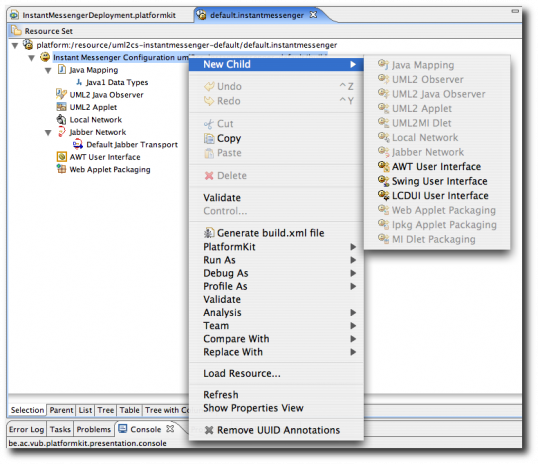 InstantMessengerDeployment.platformkit
default.instantmessenger
Resource Set
platform:/resource/uml2cs-instantmessenger-default/default.instantmessenger
Instant Messenger Configuration
Java Mapping
Java1 Data Types
UML2 Java Observer
UML2 Applet
Local Network
Jabber Network
Default Jabber Transport
AWT User Interface
Web Applet Packaging
New Child
Undo ^Z
Redo ^Y
Cut
Copy
Paste
Delete
Validate
Control...
Generate build.xml file
PlatformKit
Run As
Debug As
Profile As
Validate
Analysis
Team
Compare With
Replace With
Load Resource...
Refresh
Show Properties View
Remove UUID Annotations
Java Mapping
UML2 Observer
UML2 Java Observer
UML2 Applet
UML2MI Dlet
Local Network
Jabber Network
AWT User Interface
Swing User Interface
LCDUI User Interface
Web Applet Packaging
Ipkg Applet Packaging
MI Dlet Packaging
Selection Parent List Tree Table Tree with Co
Error Log Tasks Problems Console
be.ac.vub.platformkit.presentation.console